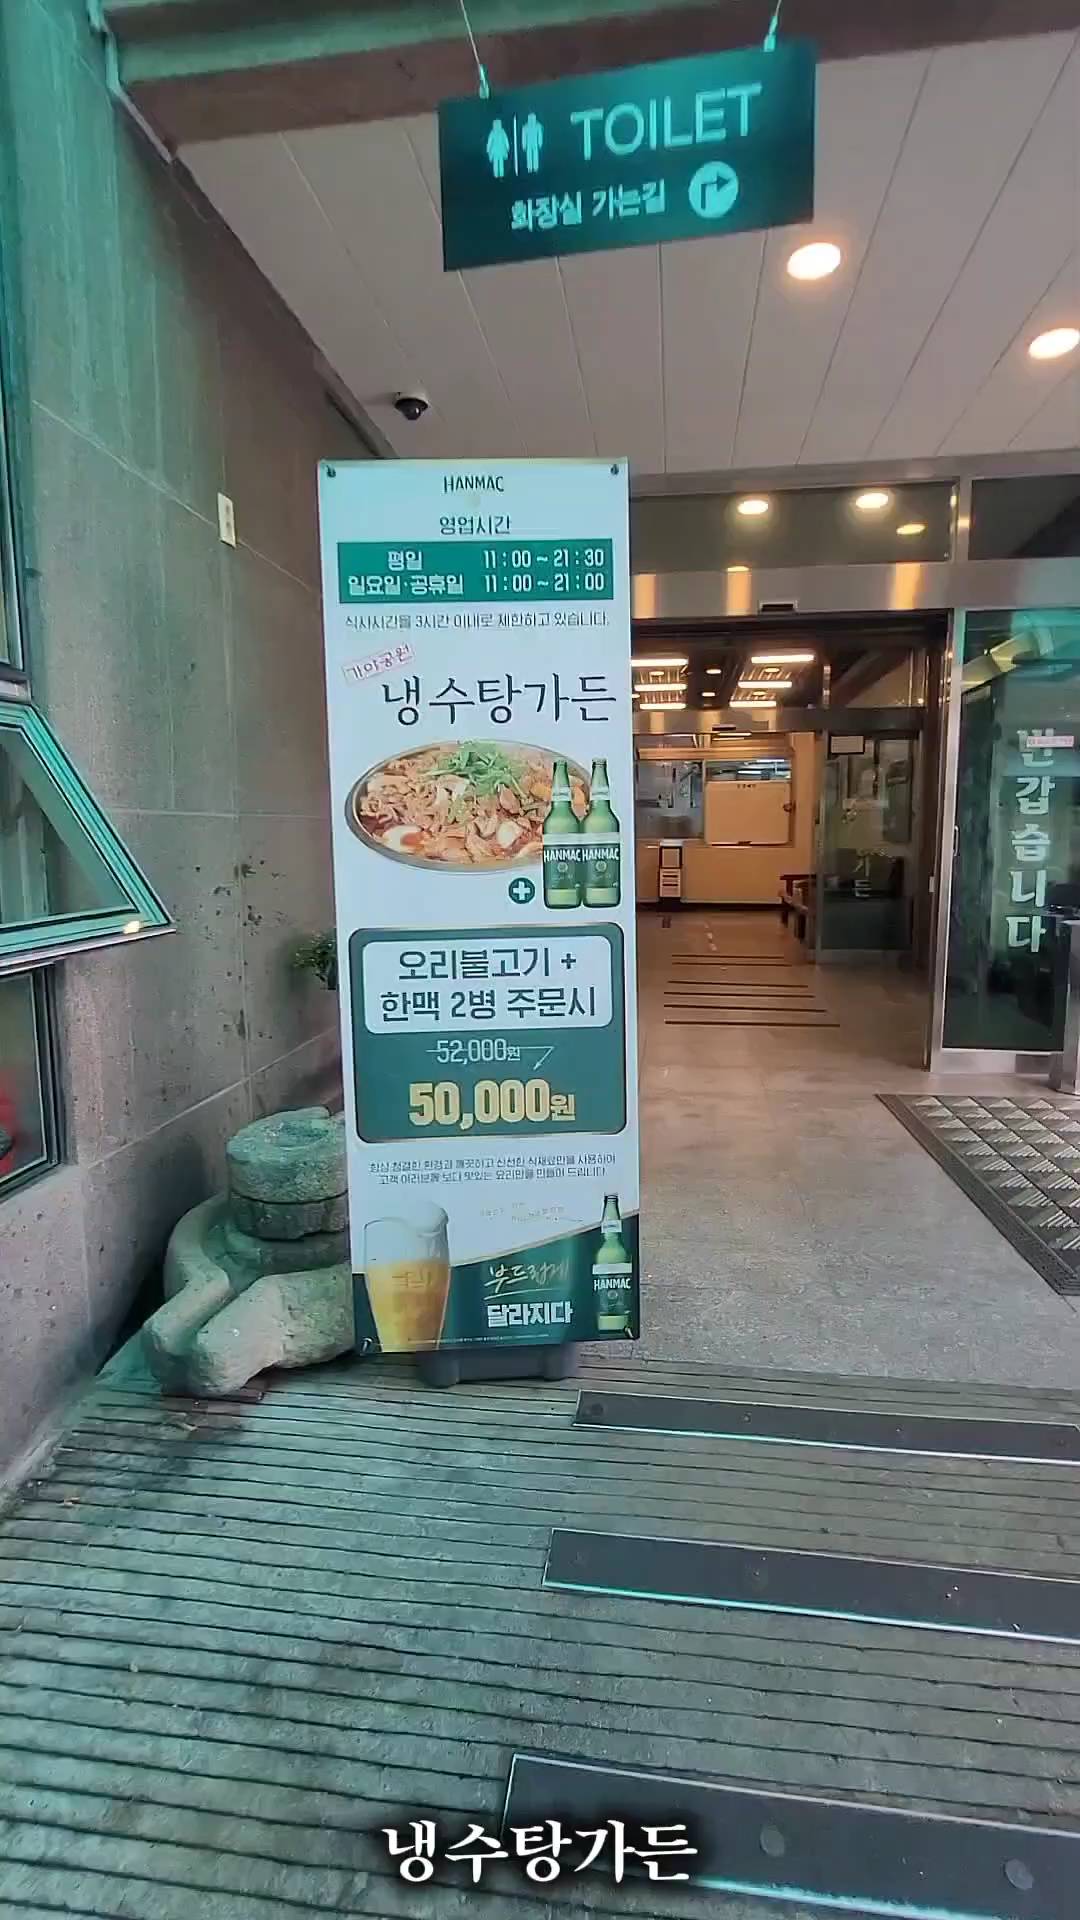 TOILET
화장실 가는길
HANMAC
영업시간
평일 11:00 ~ 21:30
일요일·공휴일 11:00 ~ 21:00
식사시간을 3시간 이내로 제한하고 있습니다.
가야공원
냉수탕가든
HANMAC HANMAC
오리불고기 +
한맥 2병 주문시
52,000원
50,000원
항상 청결한 환경과 깨끗하고 신선한 식재료만을 사용하여
고객 여러분께 보다 맛있는 요리만을 만들어 드립니다
부드럽게
달라지다
HANMAC
반갑습니다
가든
냉수탕가든